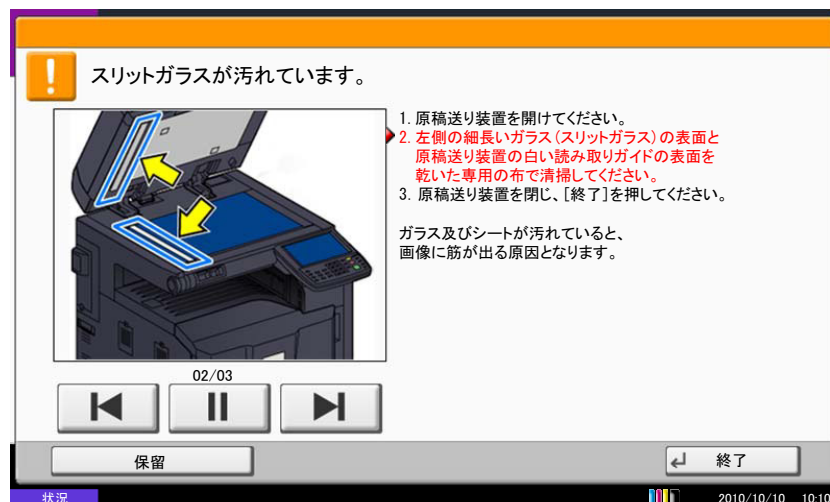 スリットガラスが汚れています。
1. 原稿送り装置を開けてください。
2. 左側の細長いガラス(スリットガラス)の表面と
原稿送り装置の白い読み取りガイドの表面を
乾いた専用の布で清掃してください。
3. 原稿送り装置を閉じ、[終了]を押してください。
ガラス及びシートが汚れていると、
画像に筋が出る原因となります。
02/03
保留
終了
状況
2010/10/10 10:10